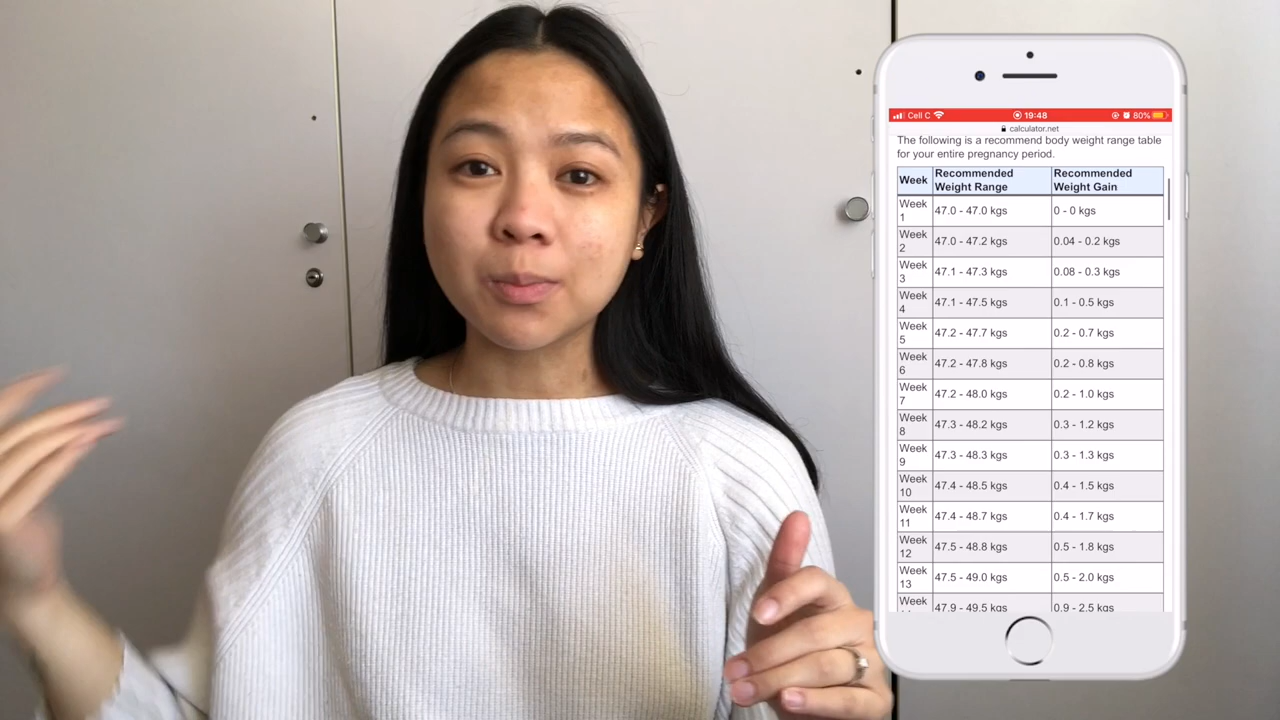 Cell C 19:48 80%
calculator.net
The following is a recommend body weight range table
for your entire pregnancy period.
Week Recommended Weight Range Recommended Weight Gain
Week 1 47.0 - 47.0 kgs 0 - 0 kgs
Week 2 47.0 - 47.2 kgs 0.04 - 0.2 kgs
Week 3 47.1 - 47.3 kgs 0.08 - 0.3 kgs
Week 4 47.1 - 47.5 kgs 0.1 - 0.5 kgs
Week 5 47.2 - 47.7 kgs 0.2 - 0.7 kgs
Week 6 47.2 - 47.8 kgs 0.2 - 0.8 kgs
Week 7 47.2 - 48.0 kgs 0.2 - 1.0 kgs
Week 8 47.3 - 48.2 kgs 0.3 - 1.2 kgs
Week 9 47.3 - 48.3 kgs 0.3 - 1.3 kgs
Week 10 47.4 - 48.5 kgs 0.4 - 1.5 kgs
Week 11 47.4 - 48.7 kgs 0.4 - 1.7 kgs
Week 12 47.5 - 48.8 kgs 0.5 - 1.8 kgs
Week 13 47.5 - 49.0 kgs 0.5 - 2.0 kgs
Week 47.9 - 49.5 kgs 0.9 - 2.5 kgs